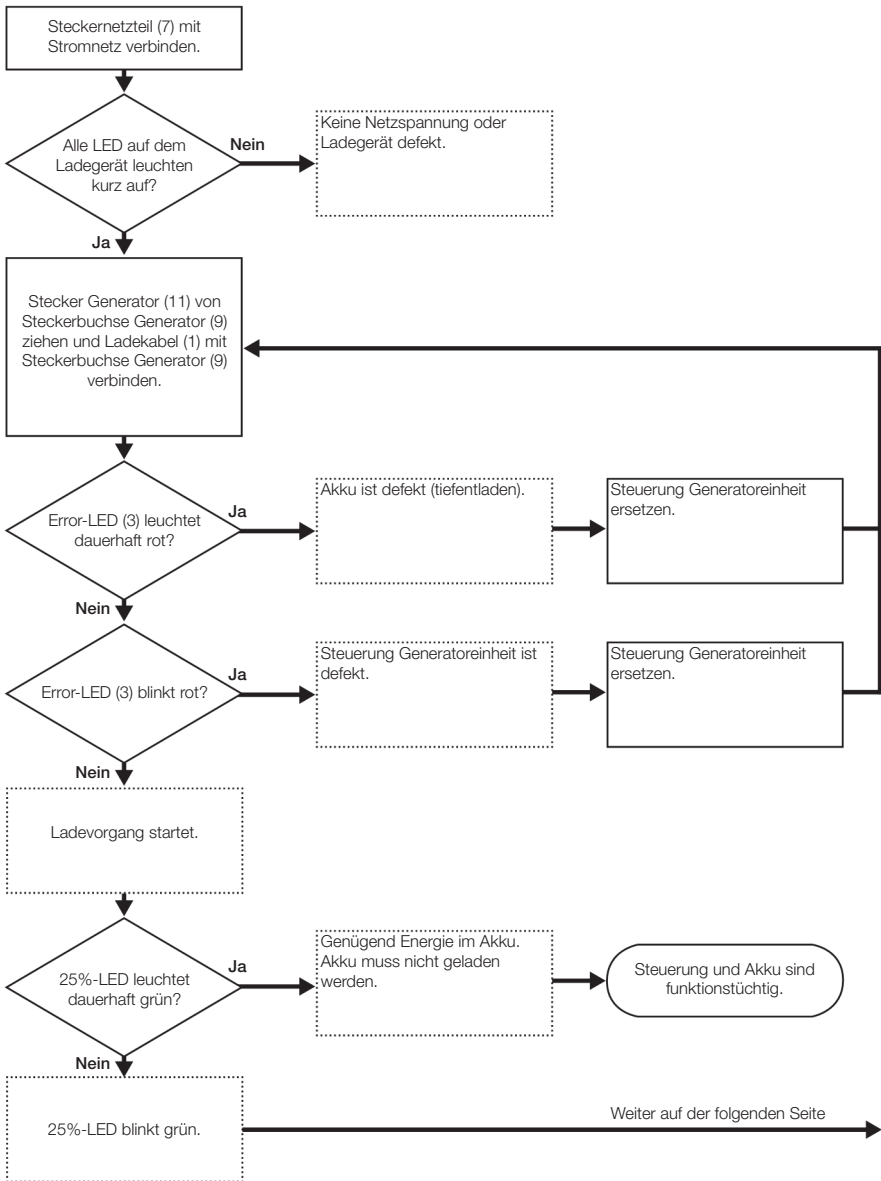 Steckernetzteil (7) mit
Stromnetz verbinden.
Alle LED auf dem
Ladegerät leuchten
kurz auf?
Nein
Keine Netzspannung oder
Ladegerät defekt.
Ja
Stecker Generator (11) von
Steckerbuchse Generator (9)
ziehen und Ladekabel (1) mit
Steckerbuchse Generator (9)
verbinden.
Error-LED (3) leuchtet
dauerhaft rot?
Ja
Akku ist defekt (tiefentladen).
Steuerung Generatoreinheit
ersetzen.
Nein
Error-LED (3) blinkt rot?
Ja
Steuerung Generatoreinheit ist
defekt.
Steuerung Generatoreinheit
ersetzen.
Nein
Ladevorgang startet.
25%-LED leuchtet
dauerhaft grün?
Ja
Genügend Energie im Akku.
Akku muss nicht geladen
werden.
Steuerung und Akku sind
funktionstüchtig.
Nein
25%-LED blinkt grün.
Weiter auf der folgenden Seite